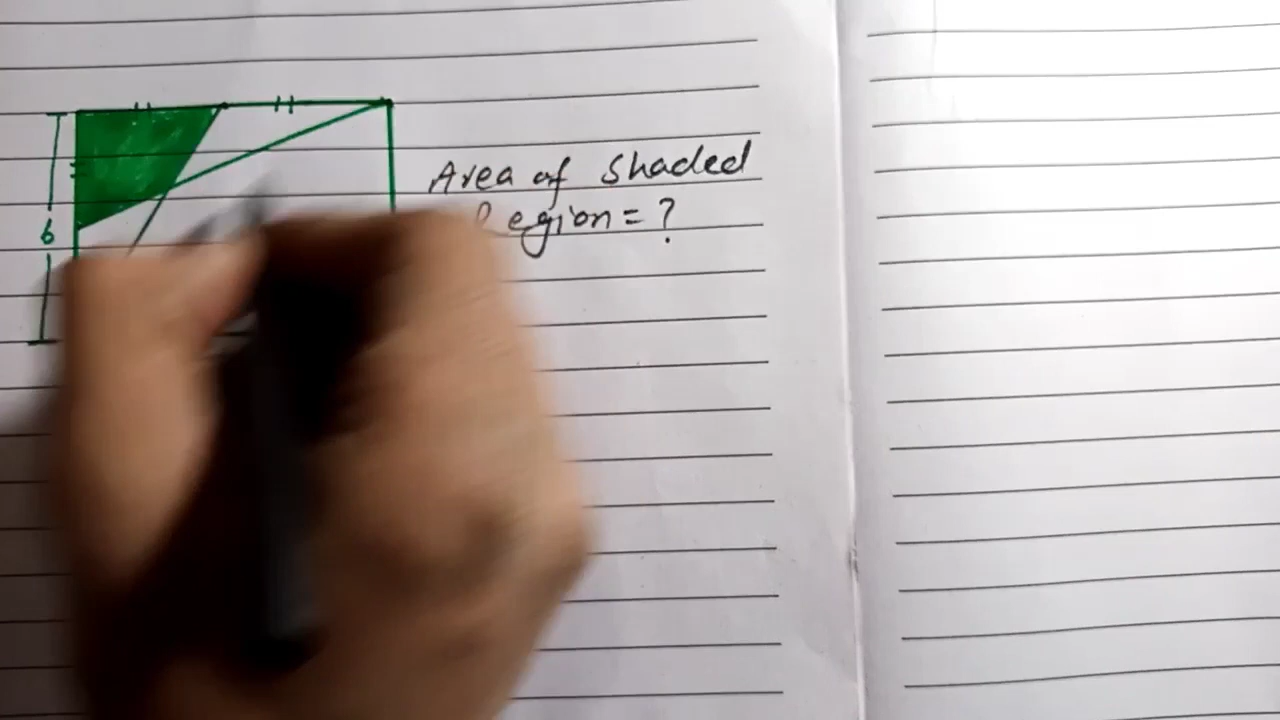 Area of Shaded
Region = ?
6